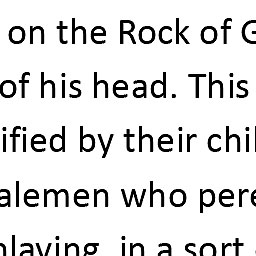 on the Rock of G
of his head. This
ified by their chil
alemen who pere
playing, in a sort